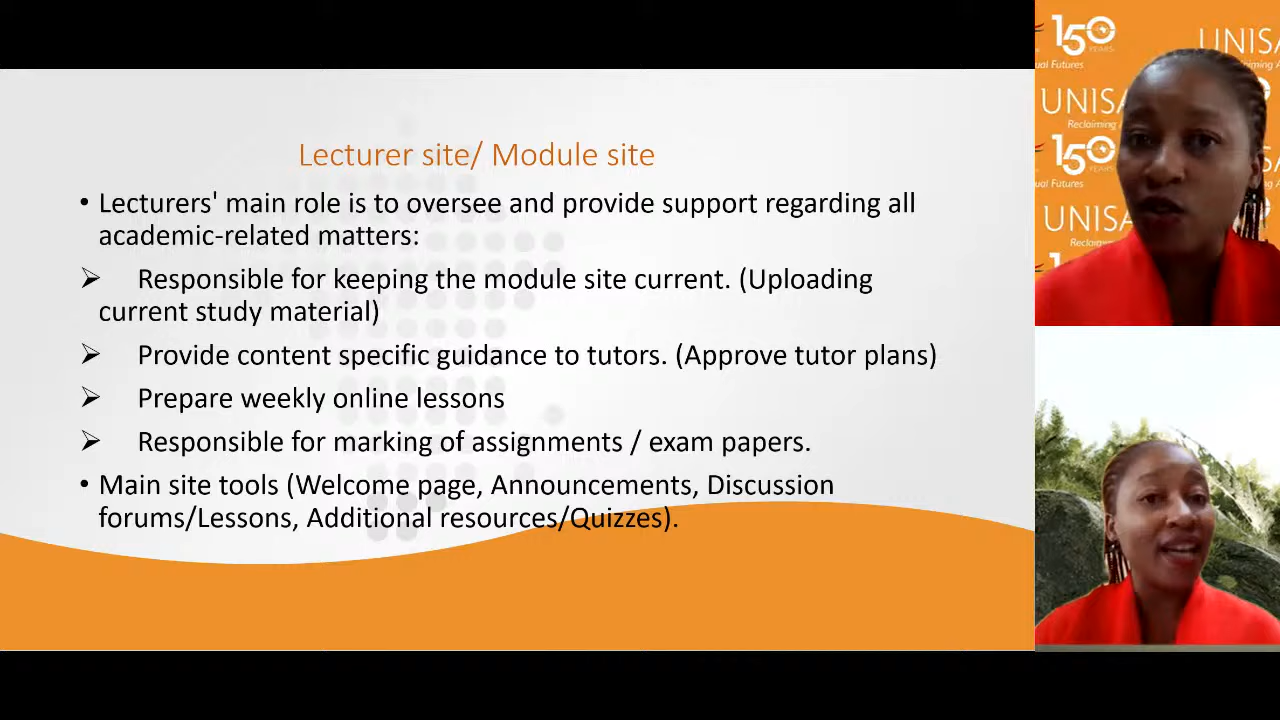 Lecturer site/ Module site
• Lecturers' main role is to oversee and provide support regarding all
academic-related matters:
➢ Responsible for keeping the module site current. (Uploading
current study material)
➢ Provide content specific guidance to tutors. (Approve tutor plans)
➢ Prepare weekly online lessons
➢ Responsible for marking of assignments / exam papers.
• Main site tools (Welcome page, Announcements, Discussion
forums/Lessons, Additional resources/Quizzes).
150
YEARS
UNISA
ual Futures
UNISA
Reclaiming
150
YEARS
UNISA